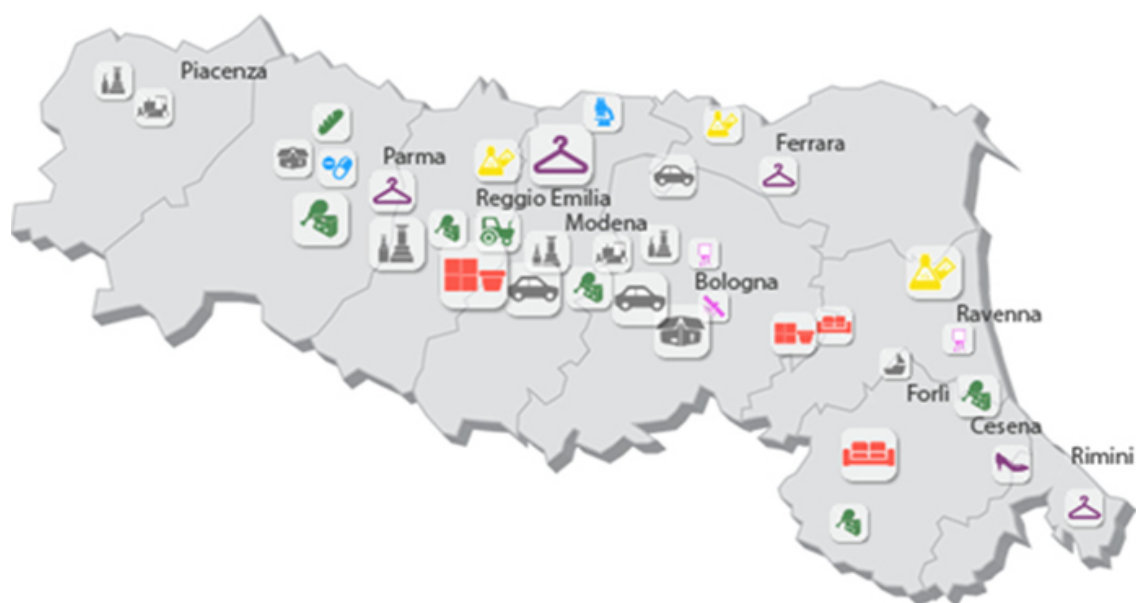 Piacenza
Parma
Ferrara
Reggio Emilia
Modena
Bologna
Ravenna
Forlì
Cesena
Rimini